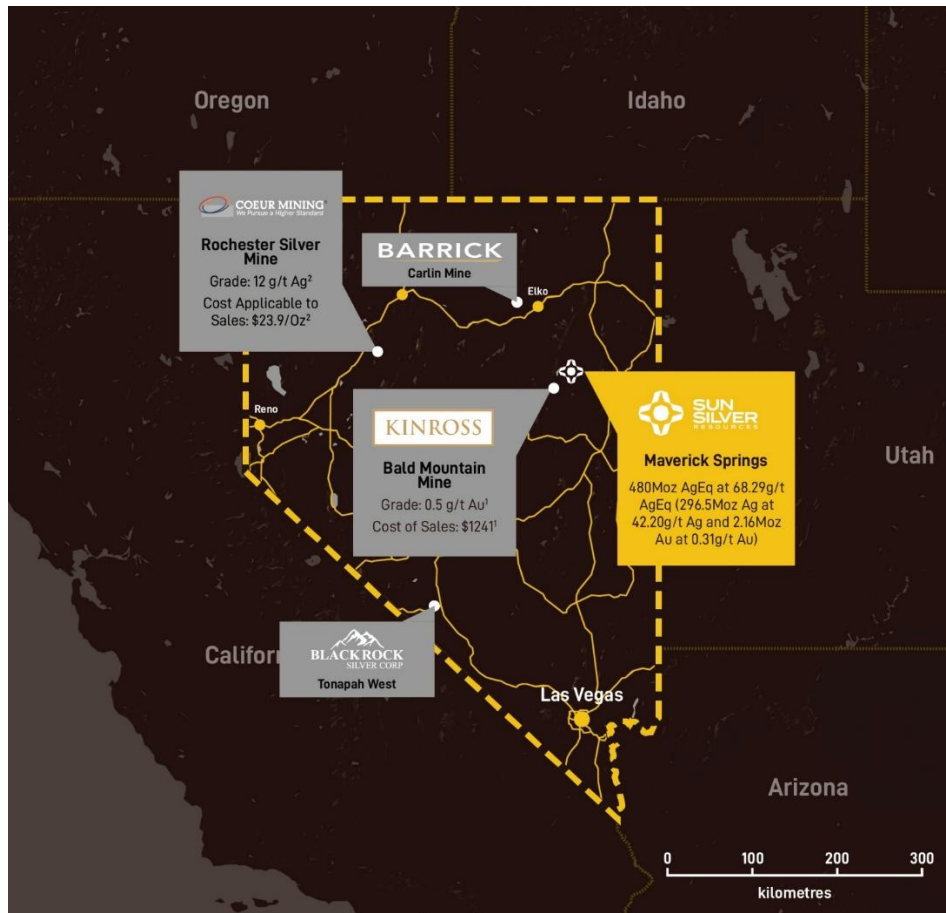 Oregon
Idaho
COEUR MINING®
We Pursue a Higher Standard
Rochester Silver
Mine
Grade: 12 g/t Ag²
Cost Applicable to
Sales: $23.9/Oz²
BARRICK
Carlin Mine
Elko
Reno
KINROSS
Bald Mountain
Mine
Grade: 0.5 g/t Au¹
Cost of Sales: $1241¹
SUN
SILVER
RESOURCES
Maverick Springs
480Moz AgEq at 68.29g/t
AgEq (296.5Moz Ag at
42.20g/t Ag and 2.16Moz
Au at 0.31g/t Au)
Utah
Califor
BLACKROCK
SILVER CORP
Tonapah West
Las Vegas
Arizona
0 100 200 300
kilometres